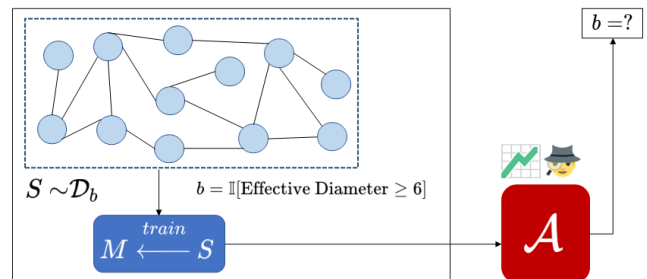 b =?
S ∼ 𝒟_b
b = 𝕀[Effective Diameter ≥ 6]
train
M ⟵ S
𝒜